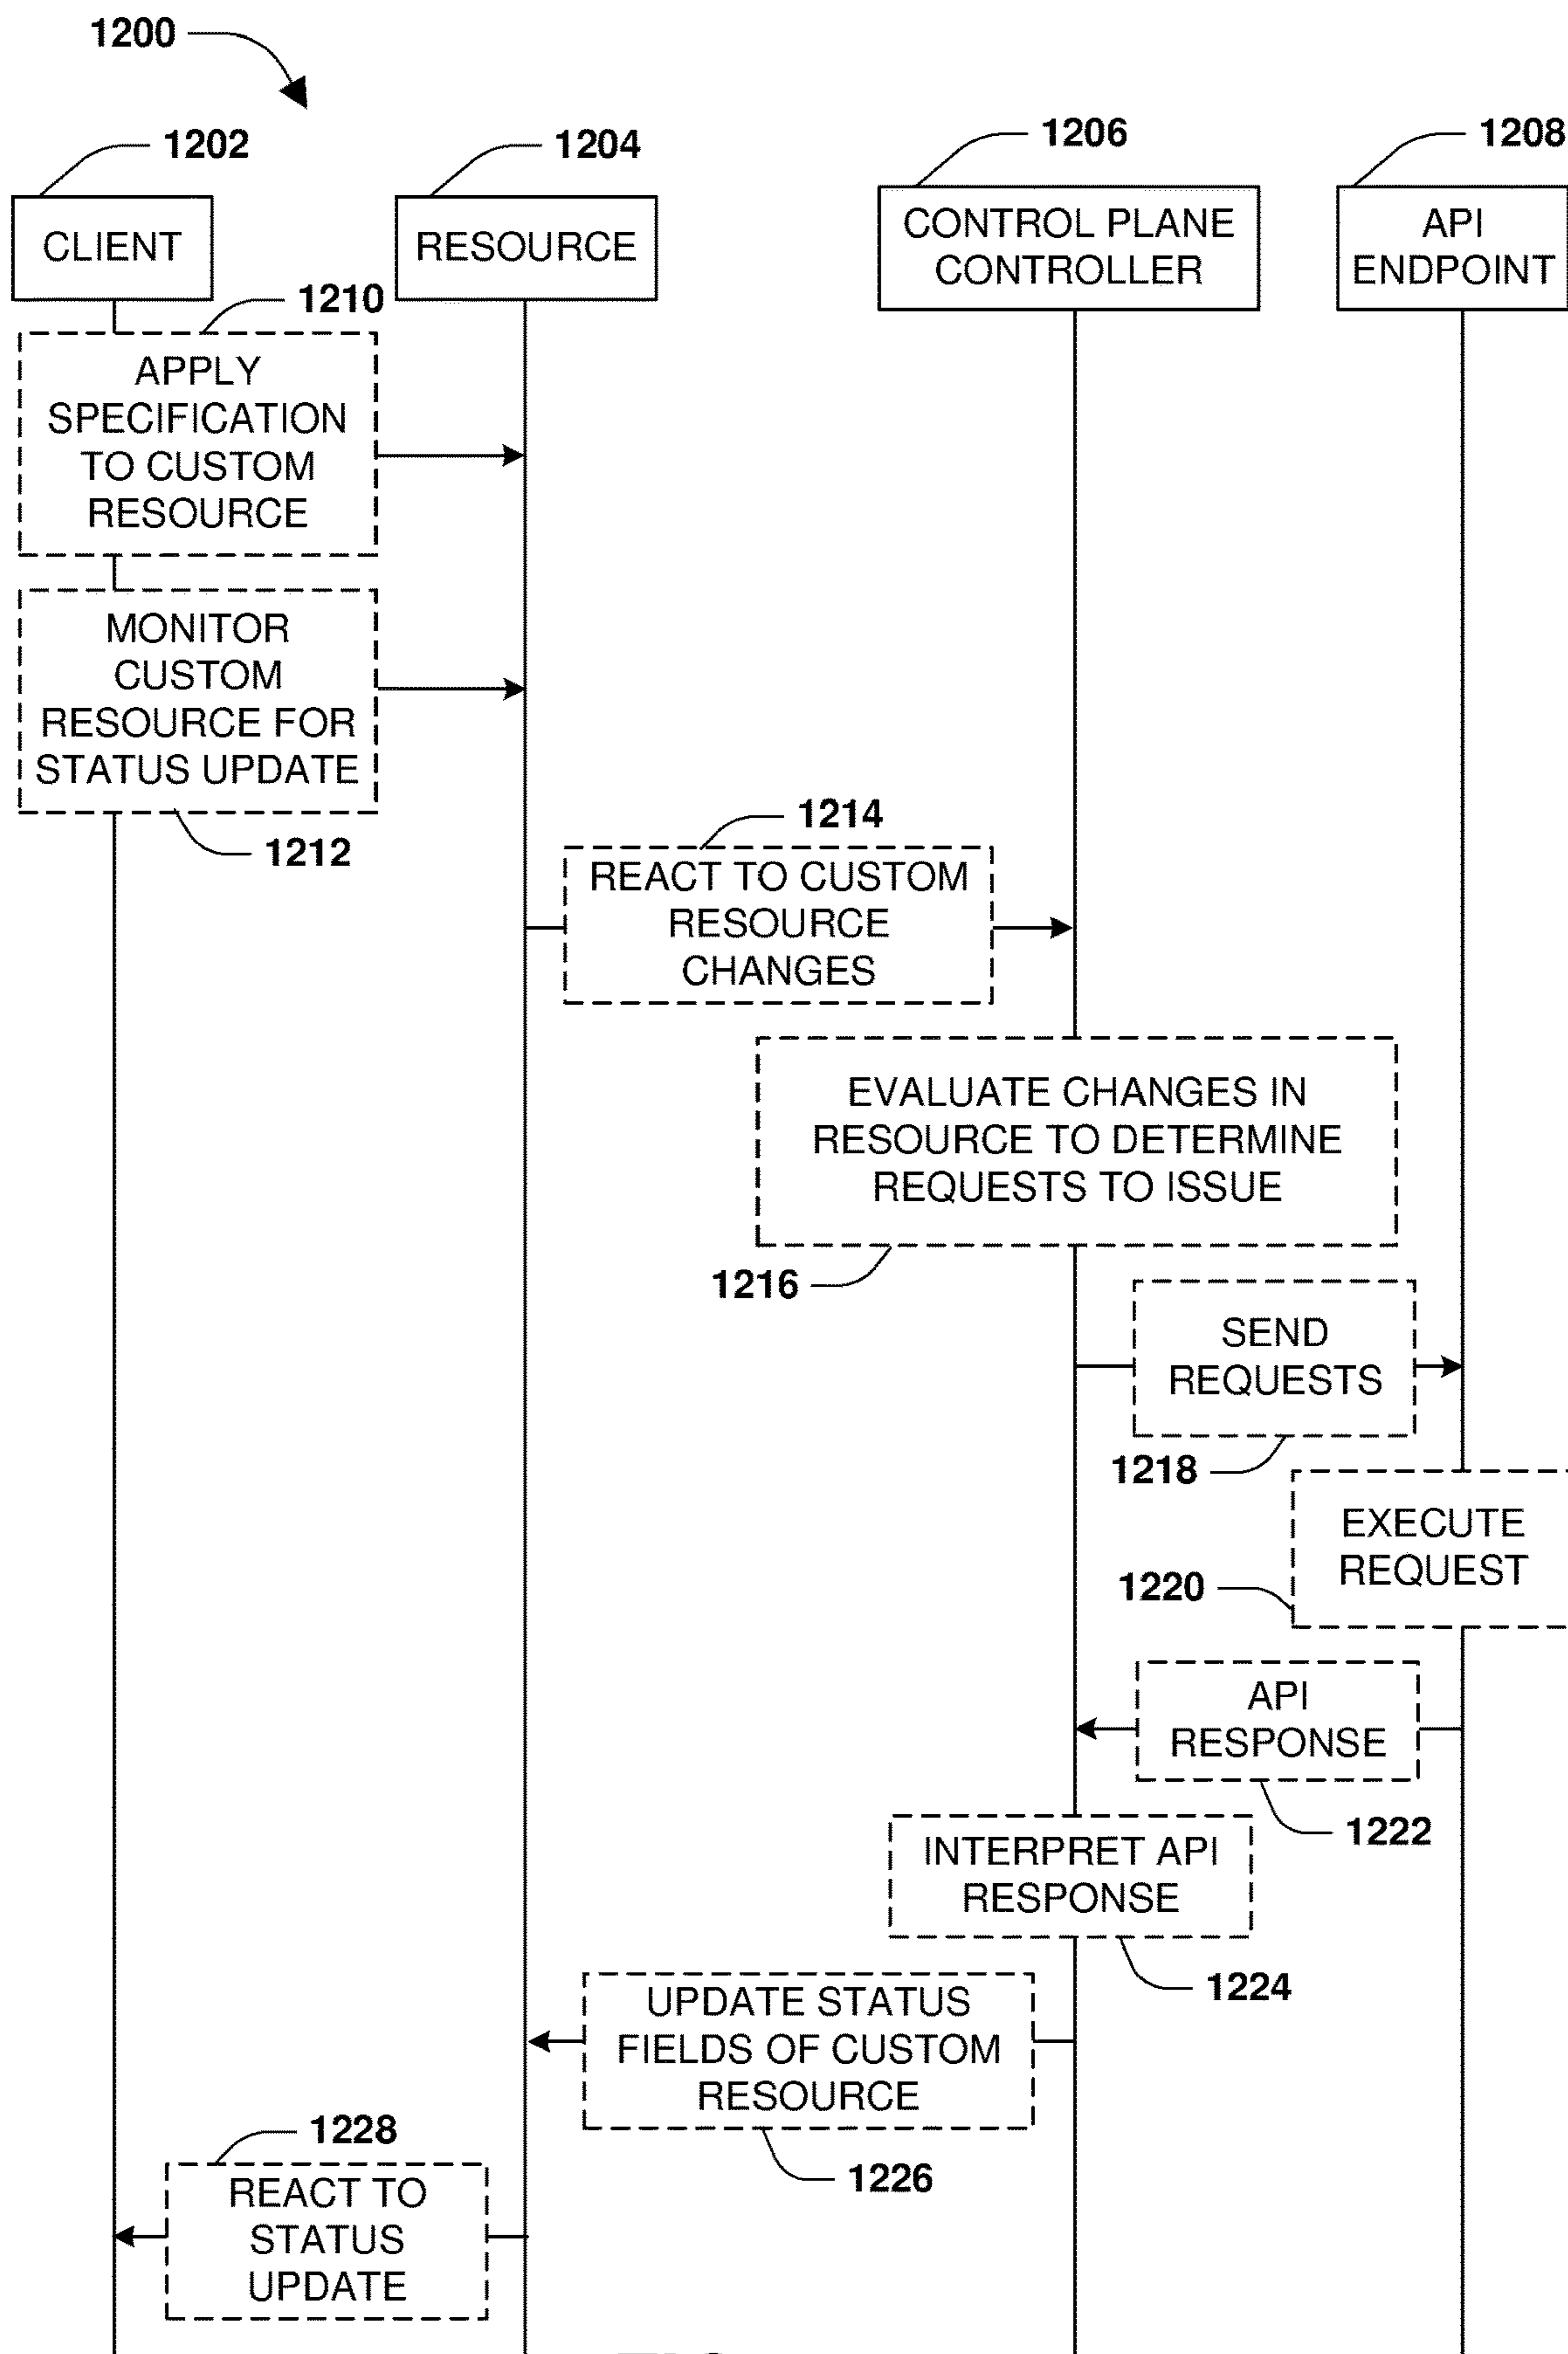 1200
1202
1204
1206
1208
CLIENT
RESOURCE
CONTROL PLANE
CONTROLLER
API
ENDPOINT
1210
APPLY
SPECIFICATION
TO CUSTOM
RESOURCE
MONITOR
CUSTOM
RESOURCE FOR
STATUS UPDATE
1212
1214
REACT TO CUSTOM
RESOURCE
CHANGES
EVALUATE CHANGES IN
RESOURCE TO DETERMINE
REQUESTS TO ISSUE
1216
SEND
REQUESTS
1218
EXECUTE
REQUEST
1220
API
RESPONSE
1222
INTERPRET API
RESPONSE
1224
UPDATE STATUS
FIELDS OF CUSTOM
RESOURCE
1226
1228
REACT TO
STATUS
UPDATE